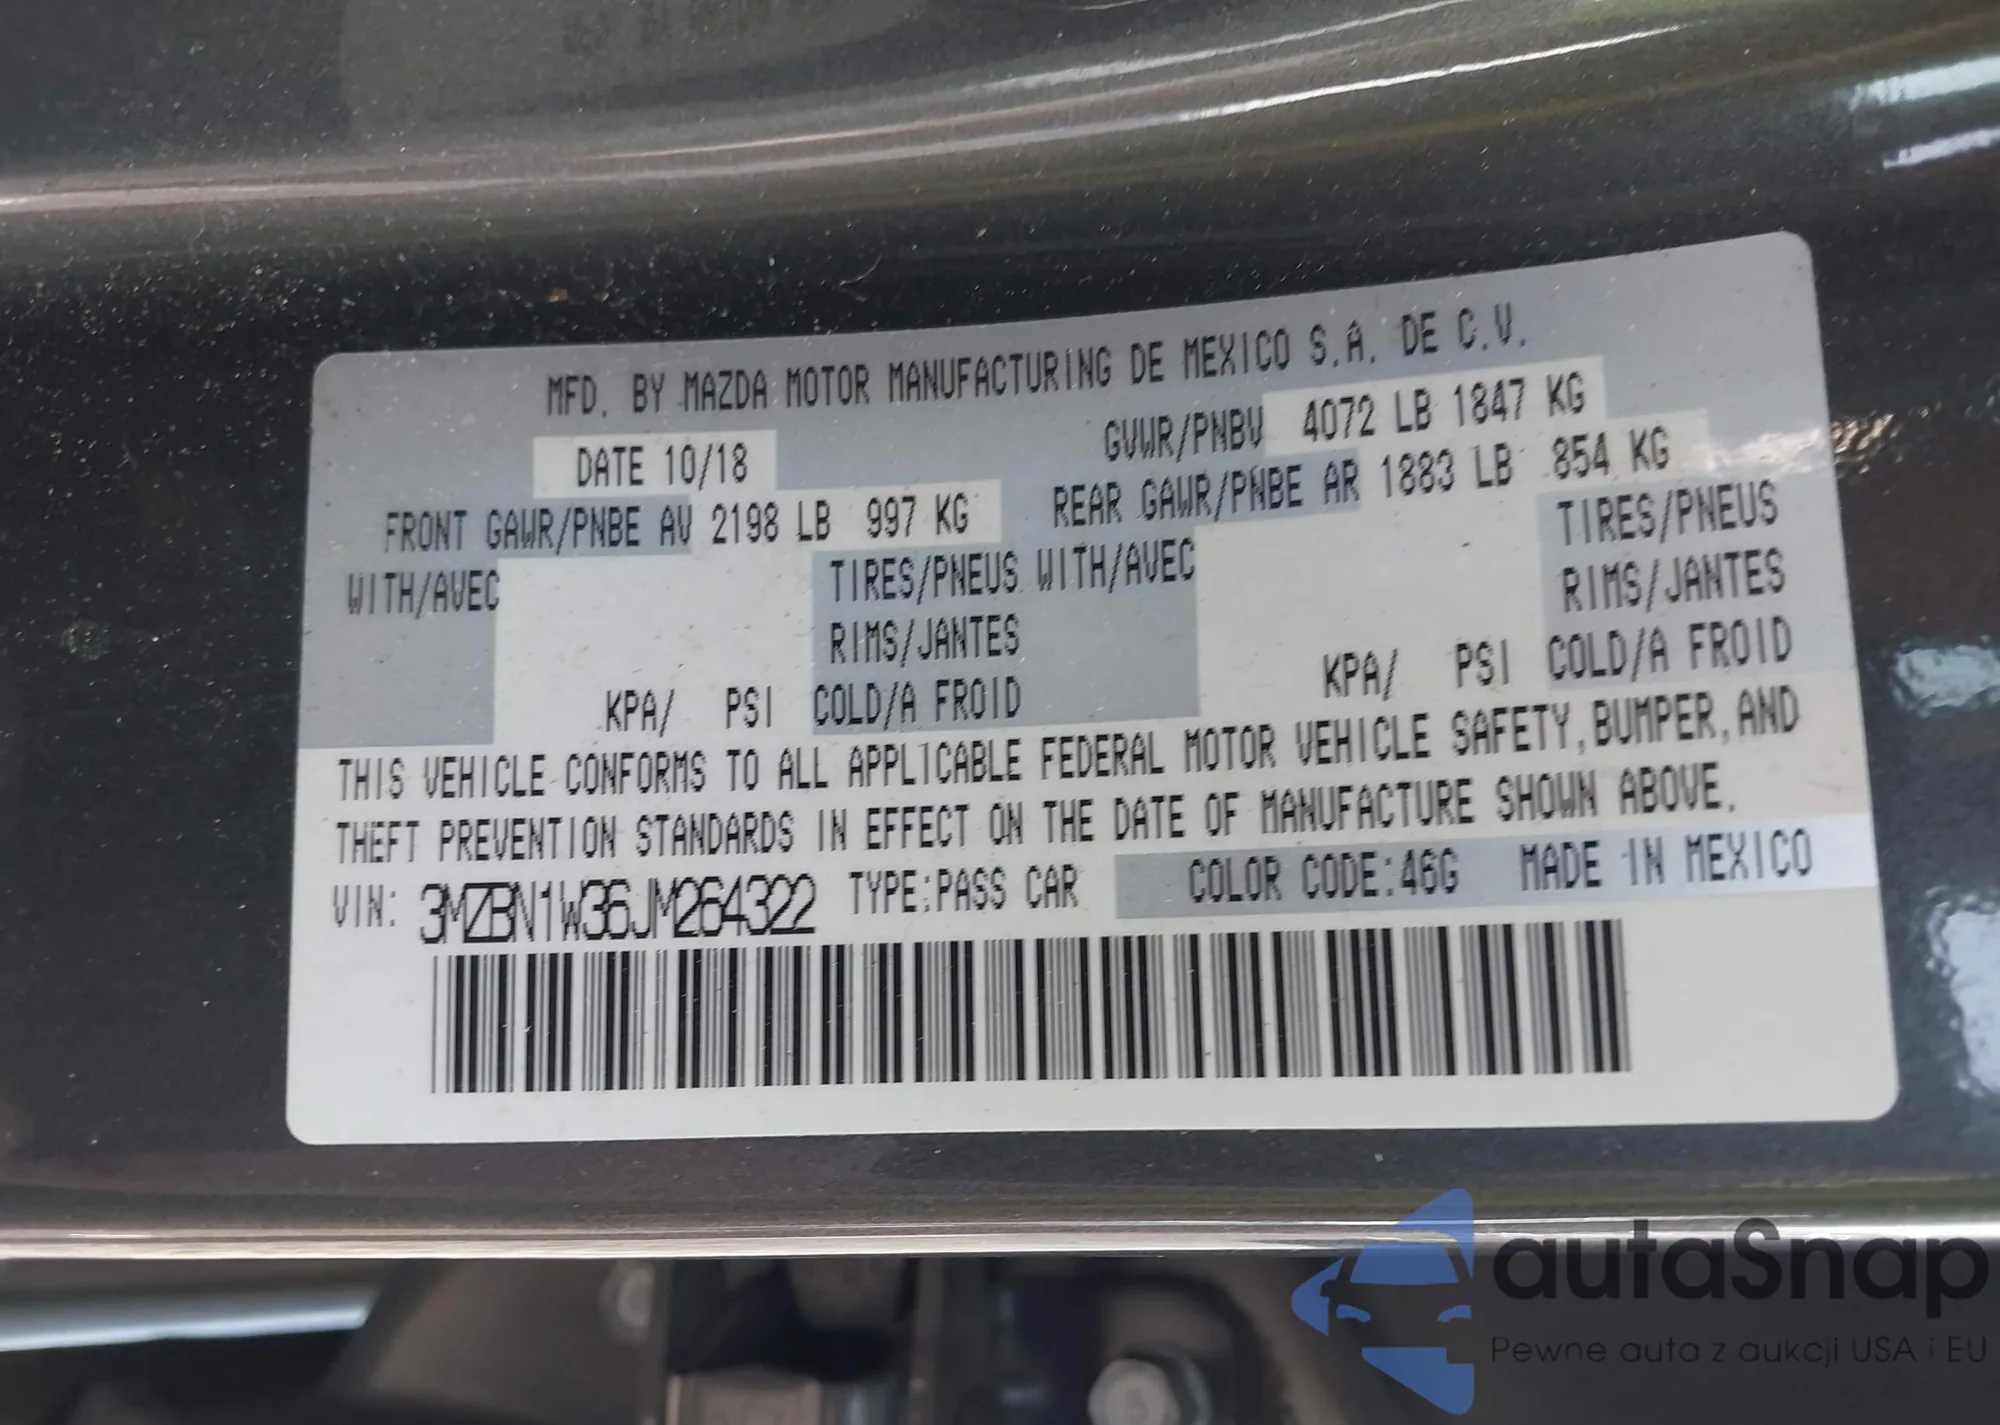 MFD. BY MAZDA MOTOR MANUFACTURING DE MEXICO S.A. DE C.V.
DATE 10/18 GVWR/PNBV 4072 LB 1847 KG
FRONT GAWR/PNBE AV 2198 LB 997 KG REAR GAWR/PNBE AR 1883 LB 854 KG
WITH/AVEC TIRES/PNEUS WITH/AVEC TIRES/PNEUS
RIMS/JANTES RIMS/JANTES
KPA/ PSI COLD/A FROID KPA/ PSI COLD/A FROID
THIS VEHICLE CONFORMS TO ALL APPLICABLE FEDERAL MOTOR VEHICLE SAFETY, BUMPER, AND
THEFT PREVENTION STANDARDS IN EFFECT ON THE DATE OF MANUFACTURE SHOWN ABOVE.
VIN: 3MZBN1W36JM264322 TYPE:PASS CAR COLOR CODE:46G MADE IN MEXICO
autaSnap
Pewne auta z aukcji USA i EU